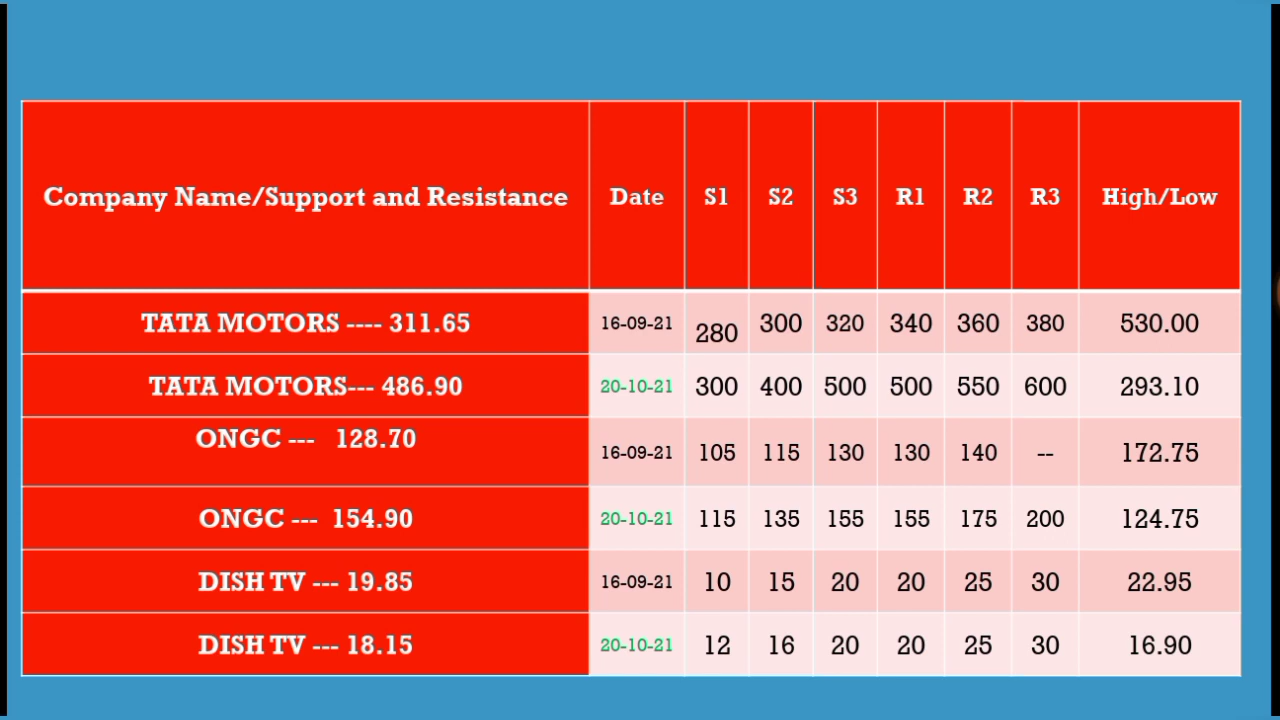 Company Name/Support and Resistance Date S1 S2 S3 R1 R2 R3 High/Low
TATA MOTORS ---- 311.65 16-09-21 280 300 320 340 360 380 530.00
TATA MOTORS--- 486.90 20-10-21 300 400 500 500 550 600 293.10
ONGC --- 128.70 16-09-21 105 115 130 130 140 -- 172.75
ONGC --- 154.90 20-10-21 115 135 155 155 175 200 124.75
DISH TV --- 19.85 16-09-21 10 15 20 20 25 30 22.95
DISH TV --- 18.15 20-10-21 12 16 20 20 25 30 16.90